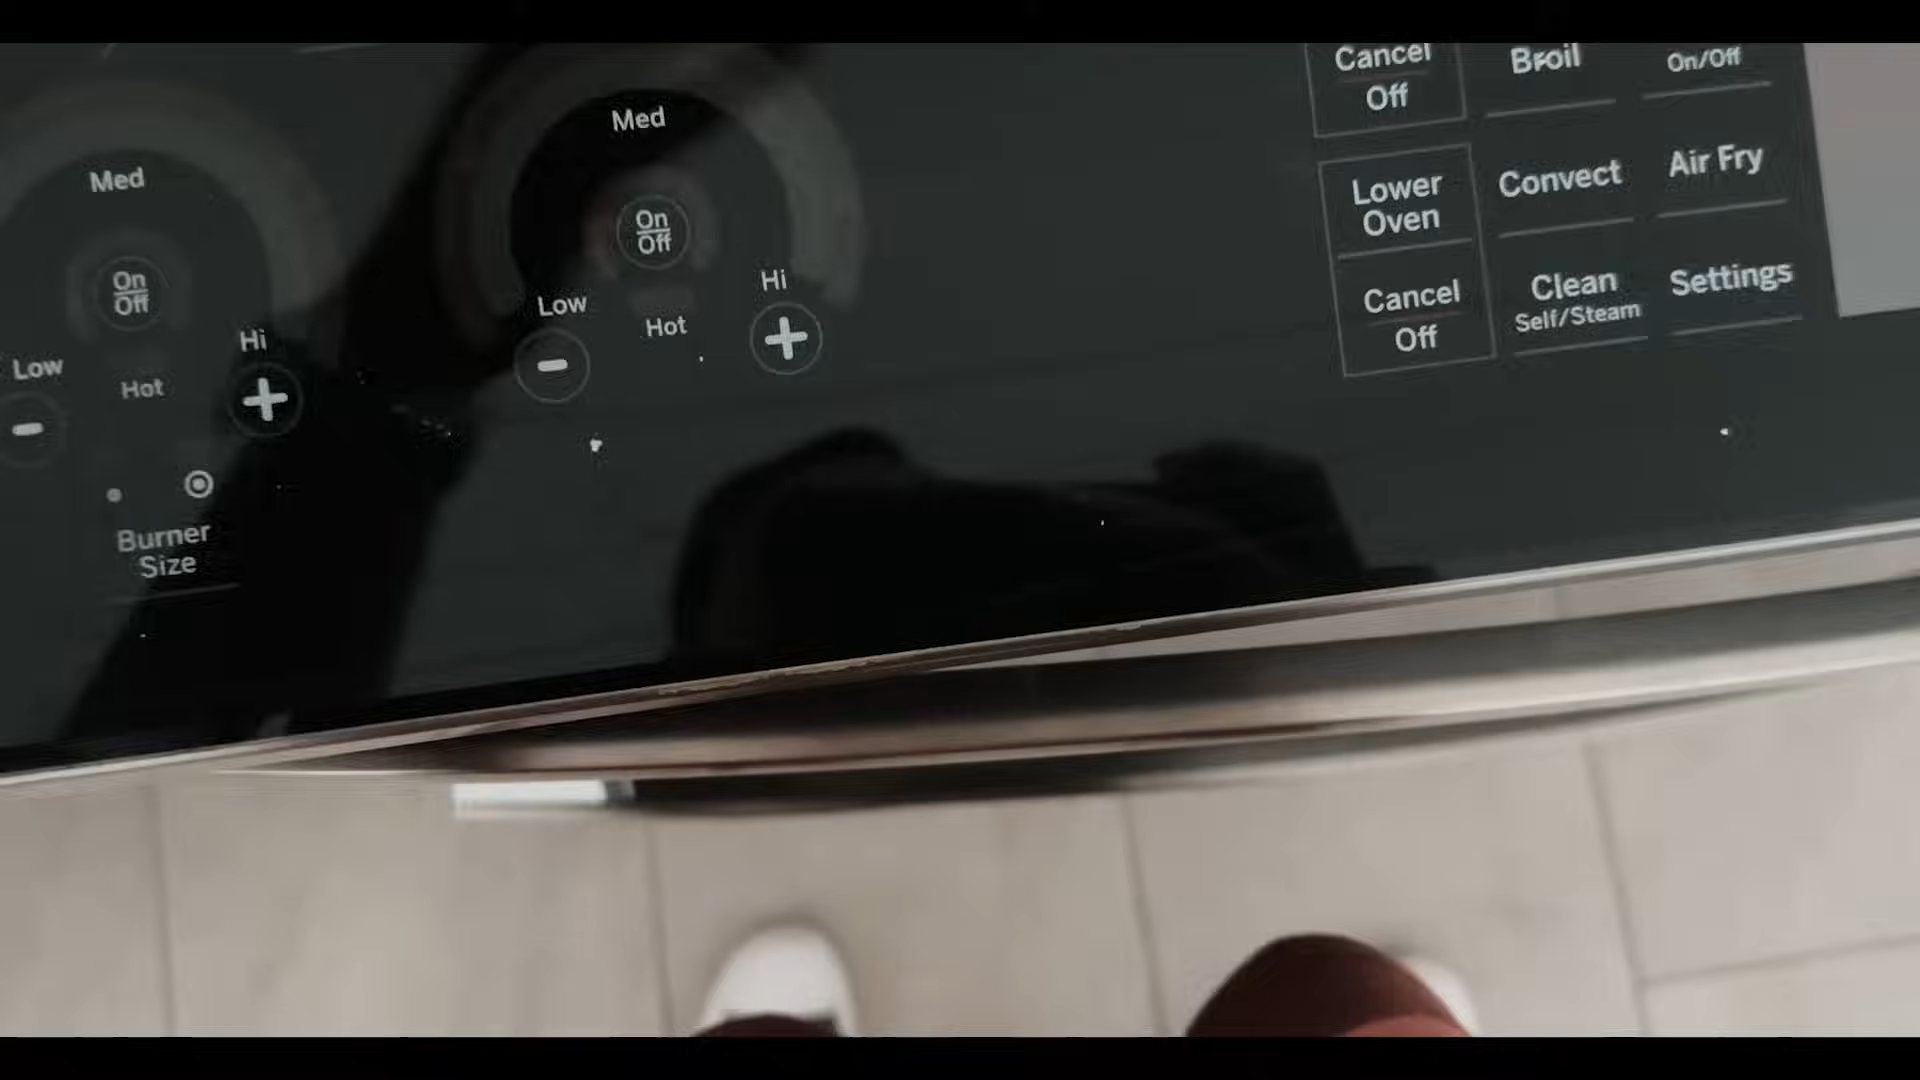 Med
On
Off
Low
Hi
Hot
Burner
Size
Med
On
Off
Low
Hi
Hot
Cancel
Off
Broil
On/Off
Lower
Oven
Convect
Air Fry
Cancel
Off
Clean
Self/Steam
Settings